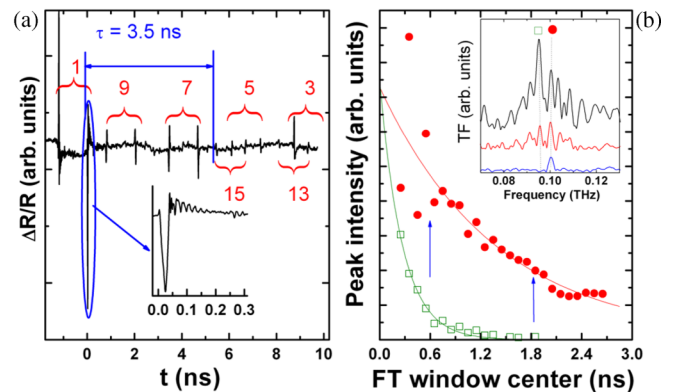 (a)
τ = 3.5 ns
1
9
7
5
3
15
13
ΔR/R (arb. units)
0.0 0.1 0.2 0.3
0 2 4 6 8 10
t (ns)
(b)
Peak intensity (arb. units)
TF (arb. units)
0.08 0.10 0.12
Frequency (THz)
0.0 0.6 1.2 1.8 2.4 3.0
FT window center (ns)